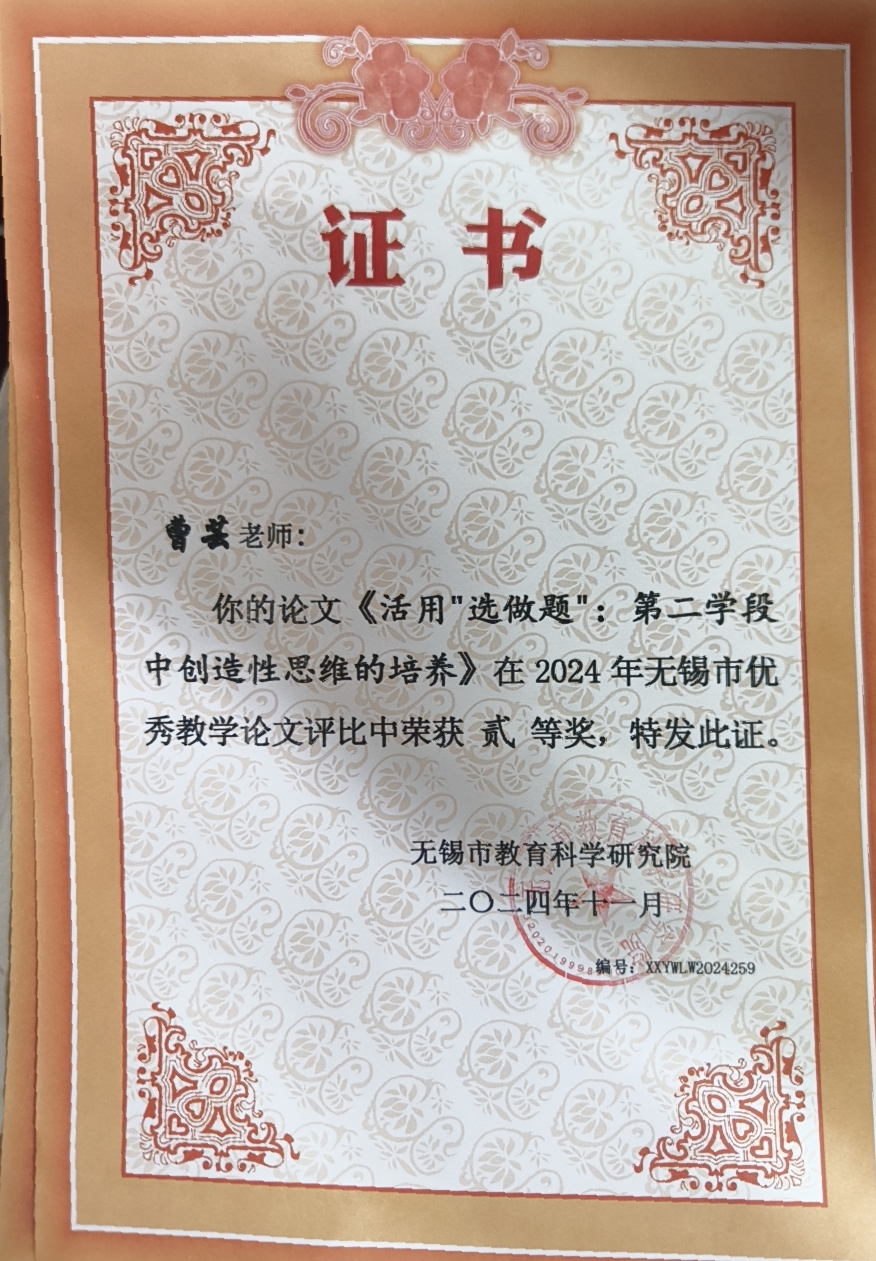 证书
曹芸老师：
你的论文《活用"选做题"：第二学段
中创造性思维的培养》在2024年无锡市优
秀教学论文评比中荣获 贰 等奖，特发此证。
无锡市教育科学研究院
二〇二四年十一月
编号：XXYWLW2024259